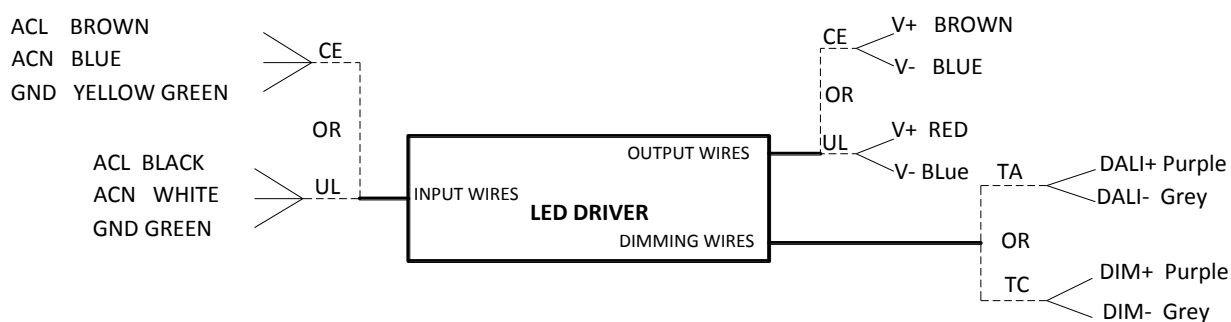 ACL BROWN
ACN BLUE
GND YELLOW GREEN
CE
OR
ACL BLACK
ACN WHITE
GND GREEN
UL
INPUT WIRES
OUTPUT WIRES
LED DRIVER
DIMMING WIRES
CE
V+ BROWN
V- BLUE
OR
UL
V+ RED
V- BLue
TA
DALI+ Purple
DALI- Grey
OR
TC
DIM+ Purple
DIM- Grey